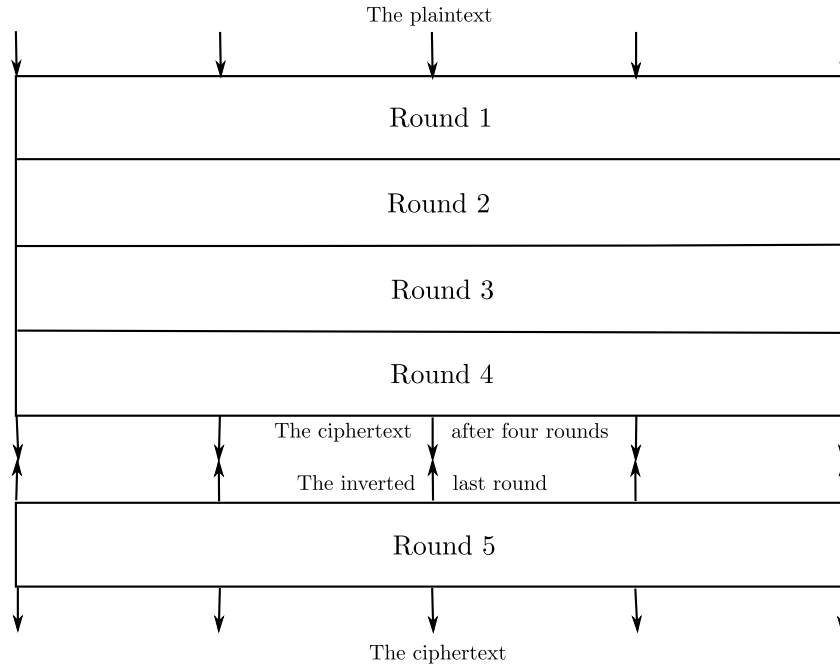 The plaintext
Round 1
Round 2
Round 3
Round 4
The ciphertext after four rounds
The inverted last round
Round 5
The ciphertext